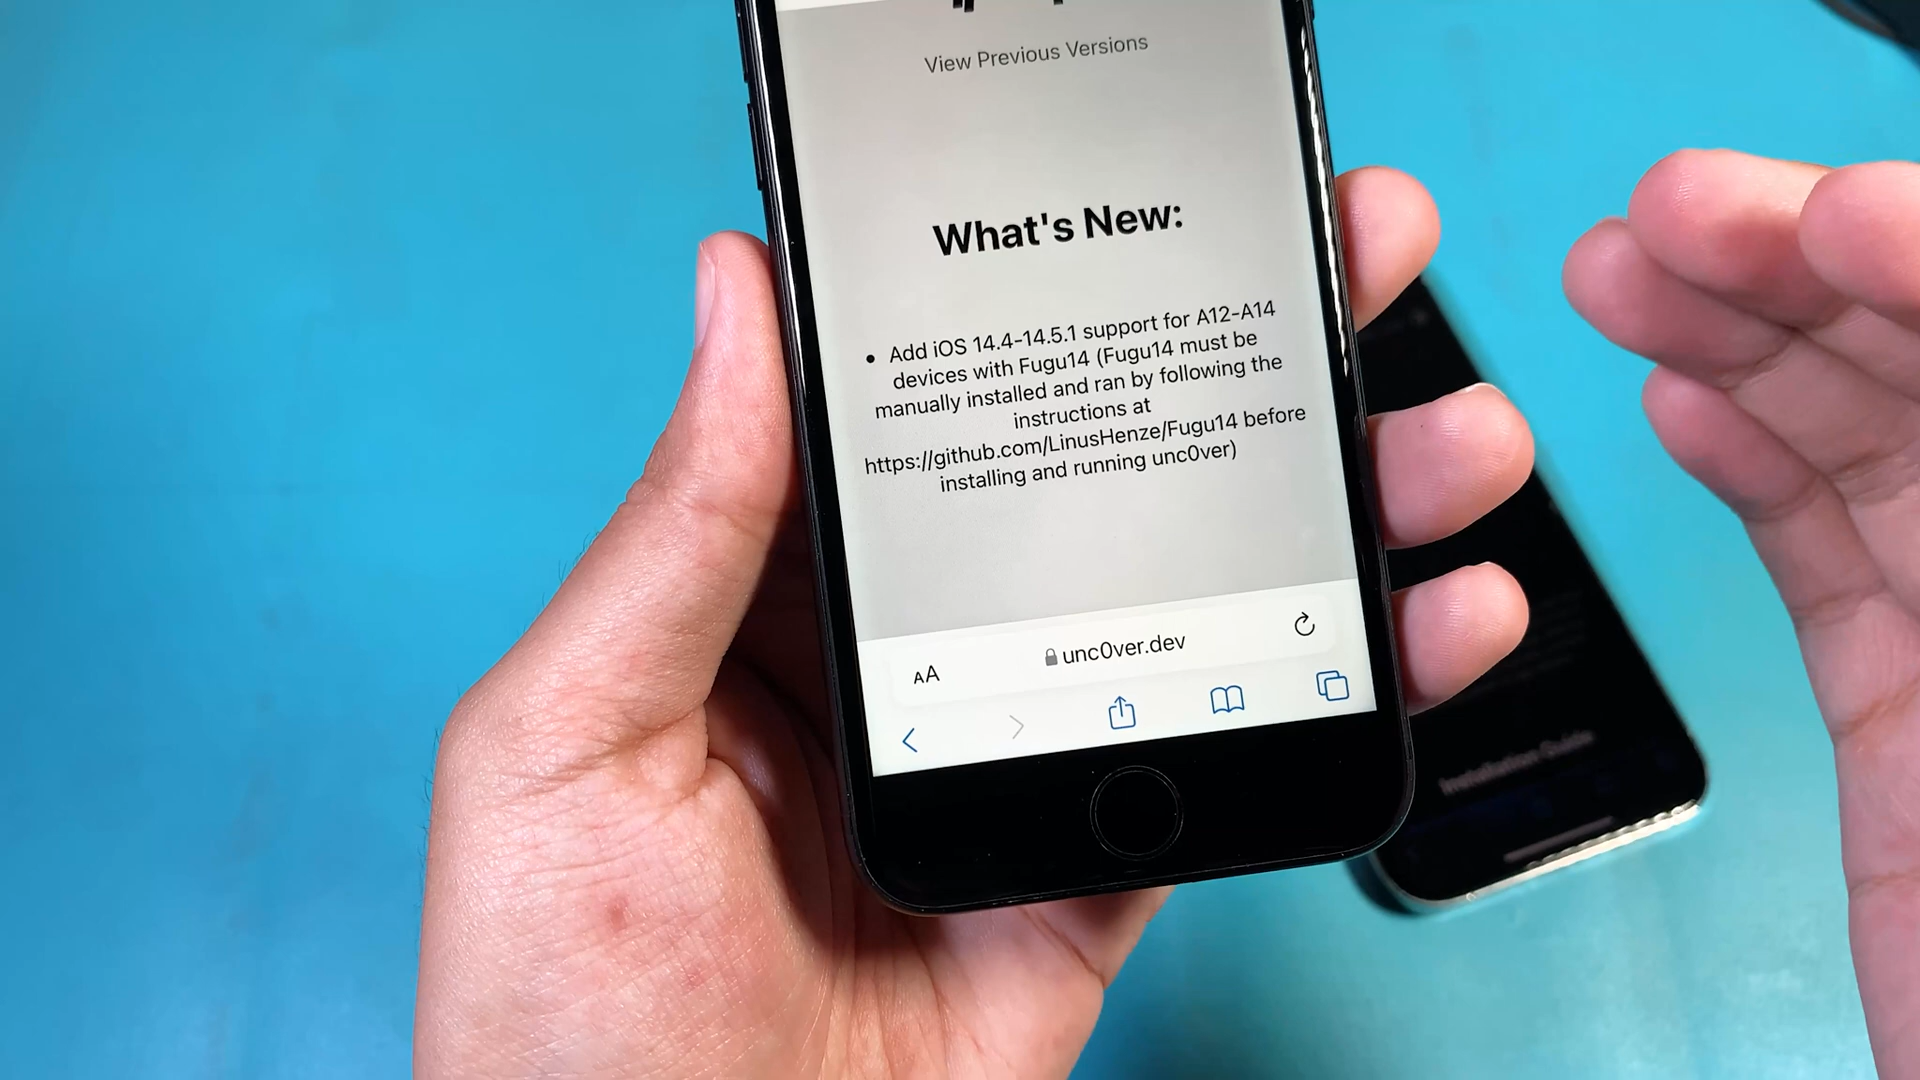 View Previous Versions
What's New:
• Add iOS 14.4-14.5.1 support for A12-A14
devices with Fugu14 (Fugu14 must be
manually installed and ran by following the
instructions at
https://github.com/LinusHenze/Fugu14 before
installing and running unc0ver)
AA unc0ver.dev
Installation Guide